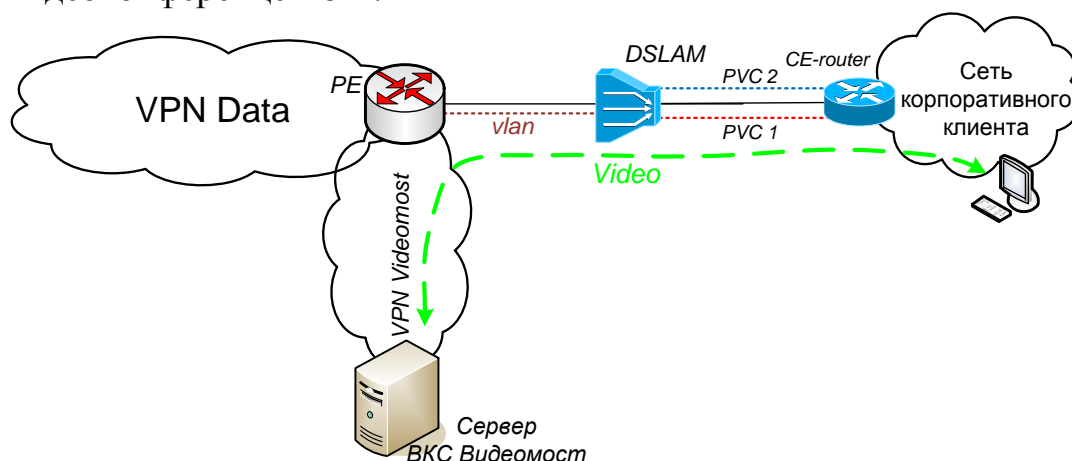 DSLAM
CE-router
PE
PVC 2
Сеть
корпоративного
клиента
VPN Data
vlan
PVC 1
Video
VPN Videomost
Сервер
ВКС Видеомост